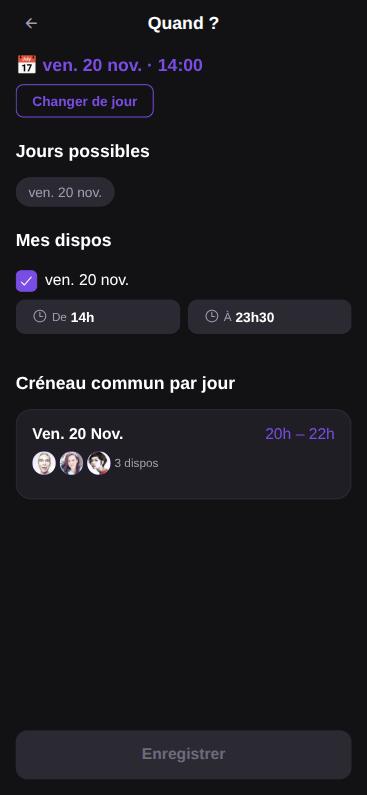 Quand ?
ven. 20 nov. · 14:00
Changer de jour
Jours possibles
ven. 20 nov.
Mes dispos
ven. 20 nov.
De 14h
À 23h30
Créneau commun par jour
Ven. 20 Nov.
20h – 22h
3 dispos
Enregistrer